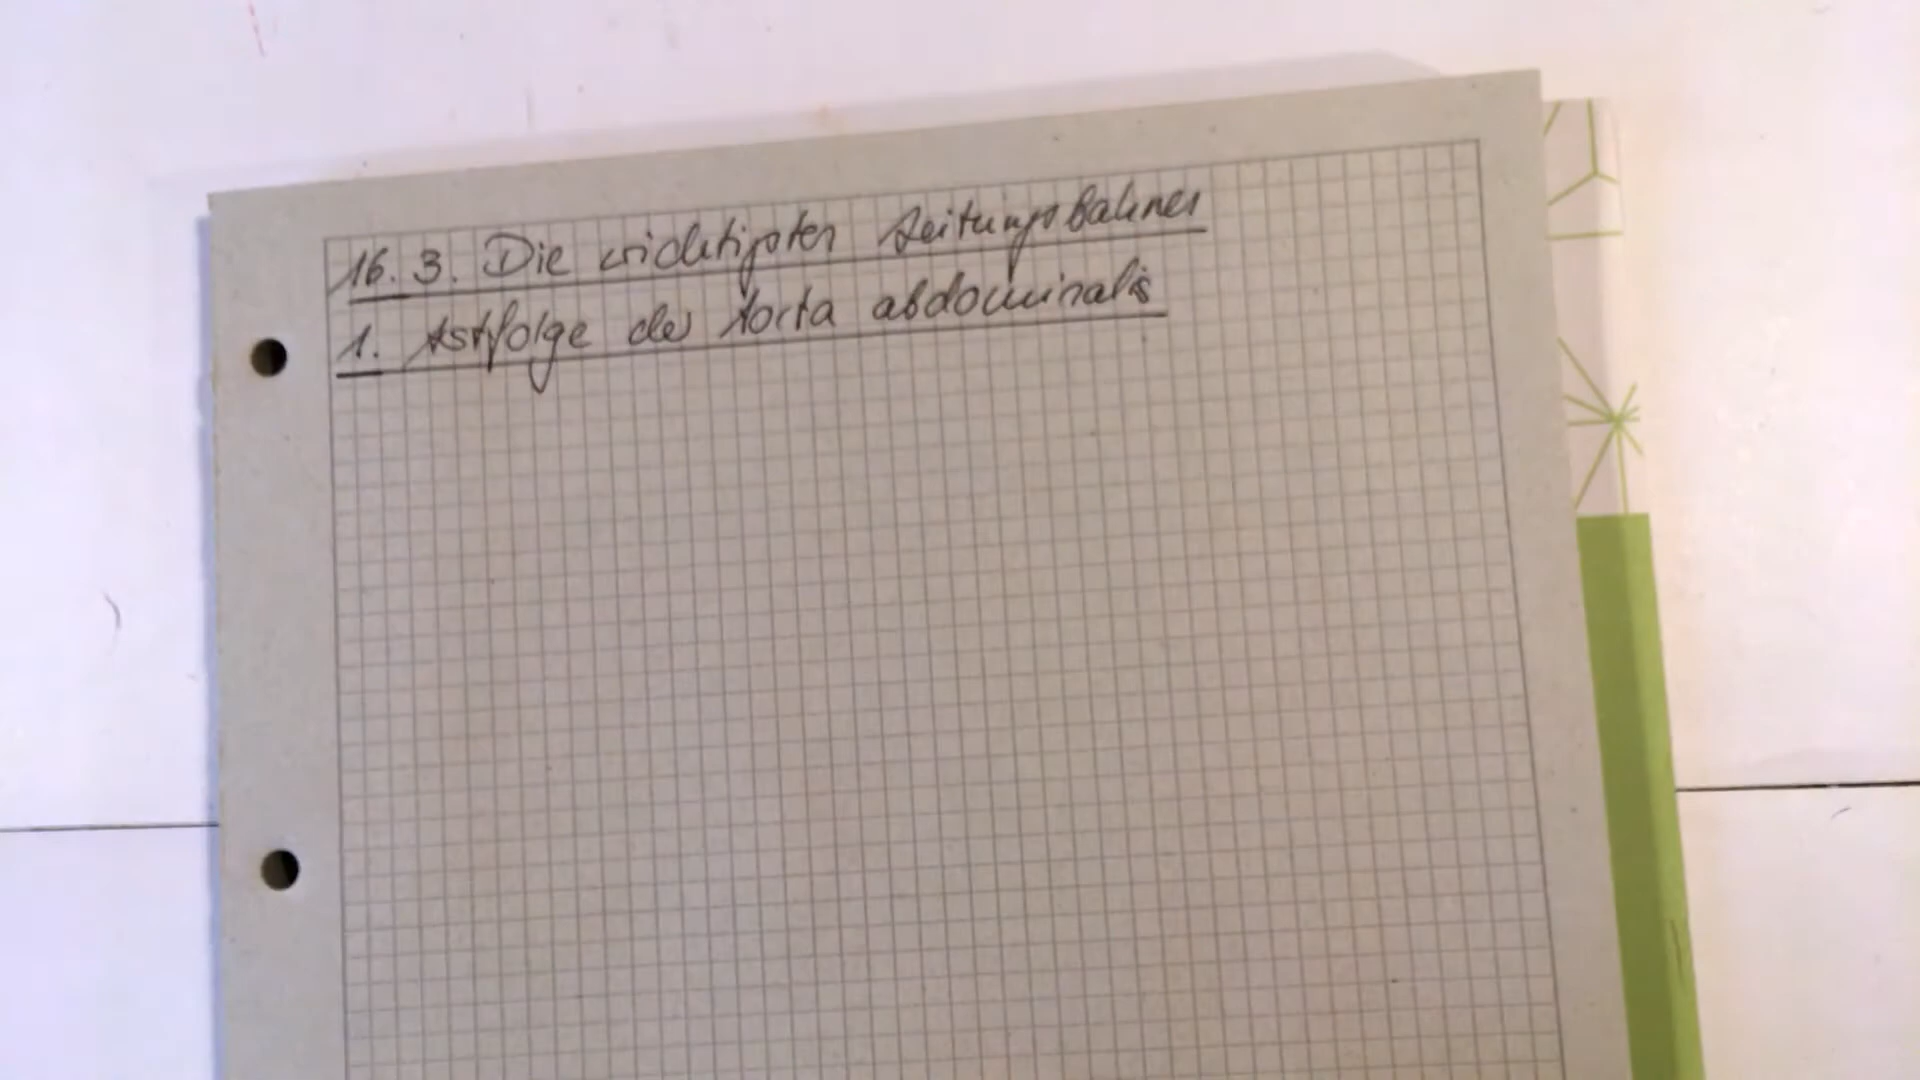 16. 3. Die wichtigsten Leitungsbahnen
1. Astfolge der Aorta abdominalis